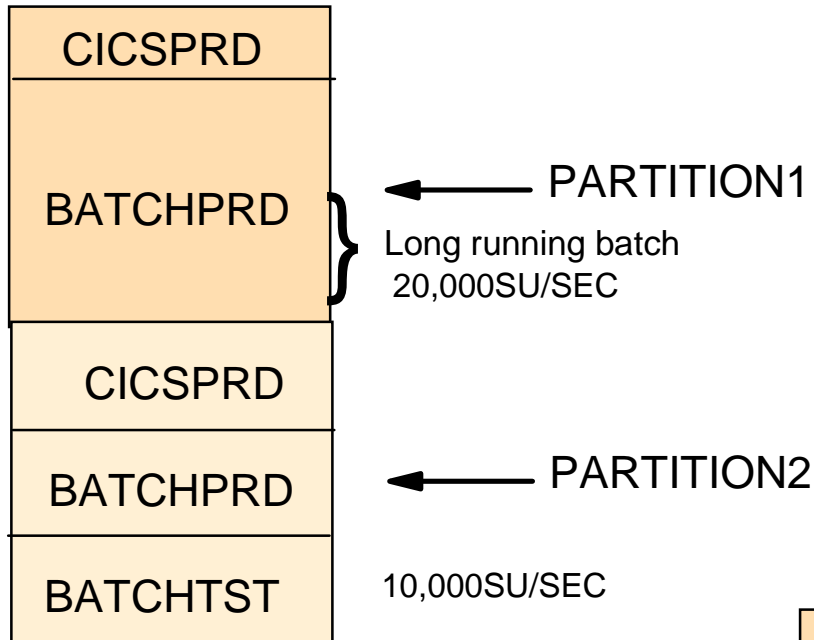 CICSPRD
BATCHPRD
PARTITION1
}
Long running batch
20,000SU/SEC
CICSPRD
BATCHPRD
PARTITION2
BATCHTST
10,000SU/SEC